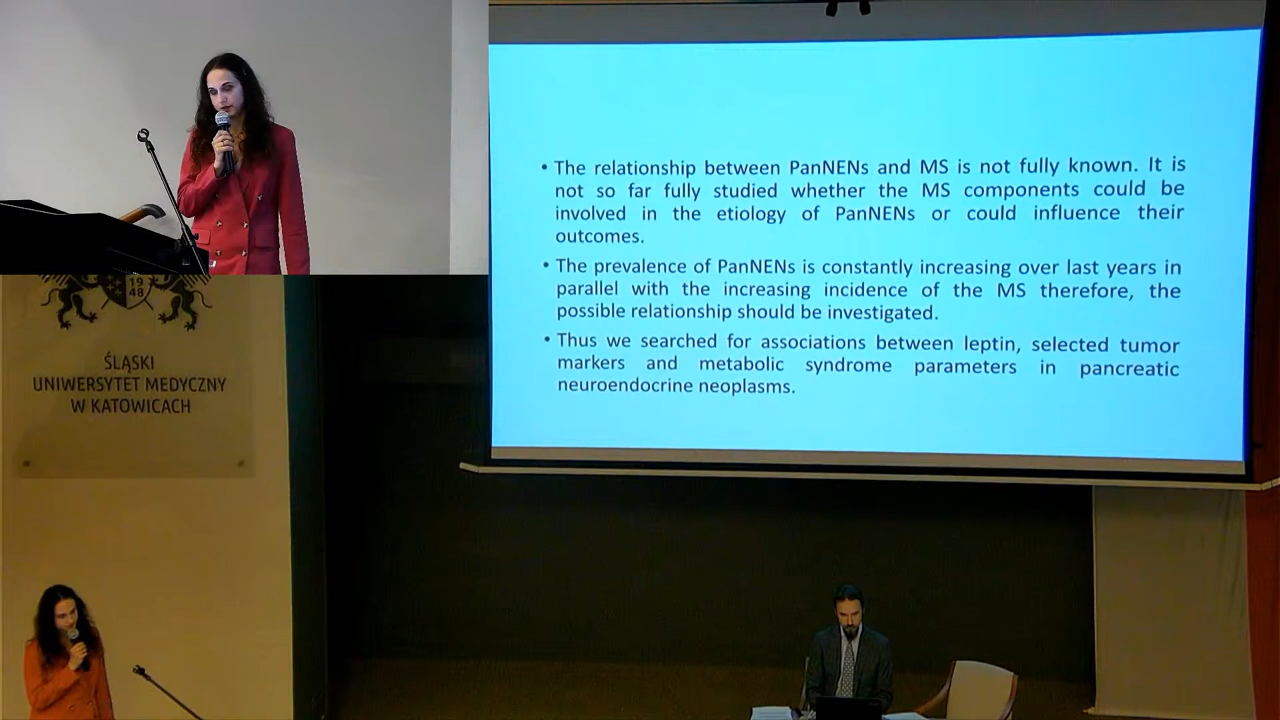 • The relationship between PanNENs and MS is not fully known. It is
not so far fully studied whether the MS components could be
involved in the etiology of PanNENs or could influence their
outcomes.
• The prevalence of PanNENs is constantly increasing over last years in
parallel with the increasing incidence of the MS therefore, the
possible relationship should be investigated.
• Thus we searched for associations between leptin, selected tumor
markers and metabolic syndrome parameters in pancreatic
neuroendocrine neoplasms.
19
48
ŚLĄSKI
UNIWERSYTET MEDYCZNY
W KATOWICACH